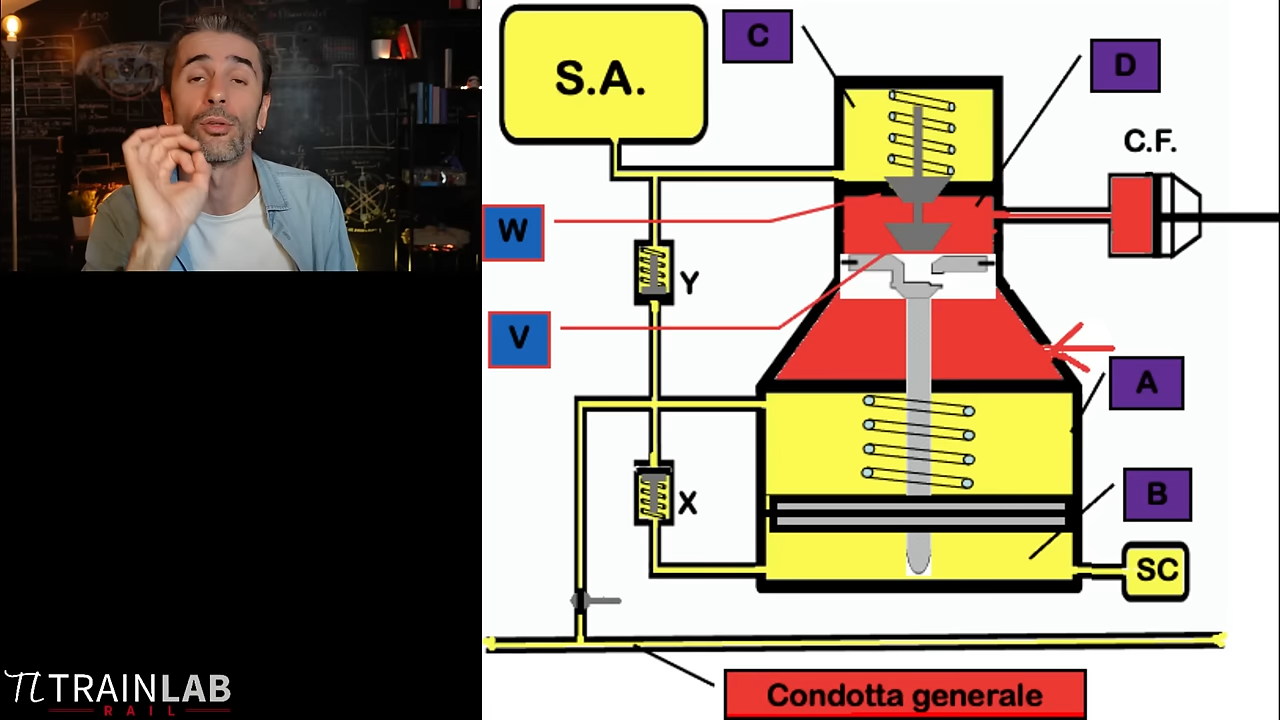 S.A.
C
D
C.F.
W
Y
V
A
X
B
SC
Condotta generale
π TRAINLAB
RAIL